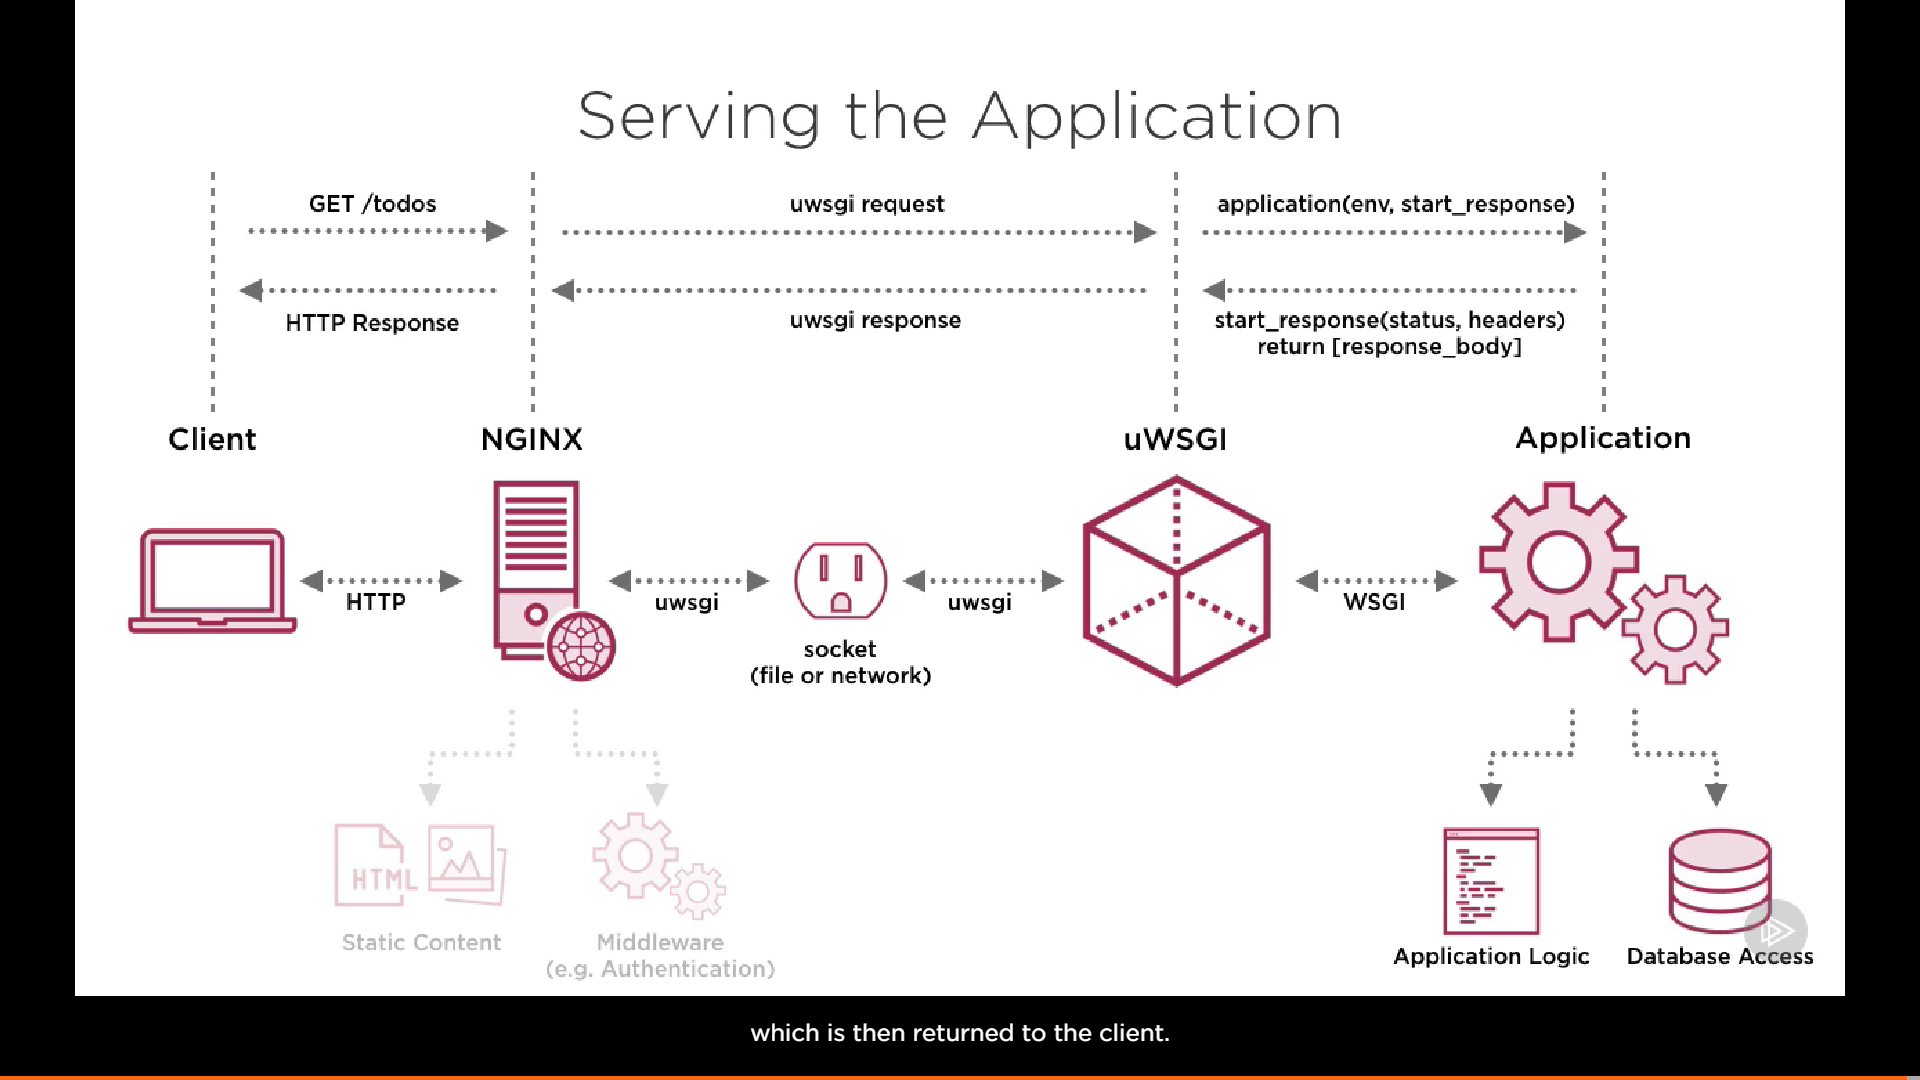 Serving the Application
GET /todos
uwsgi request
application(env, start_response)
HTTP Response
uwsgi response
start_response(status, headers)
return [response_body]
Client
NGINX
uWSGI
Application
HTTP
uwsgi
uwsgi
WSGI
socket
(file or network)
HTML
Static Content
Middleware
(e.g. Authentication)
Application Logic
Database Access
which is then returned to the client.